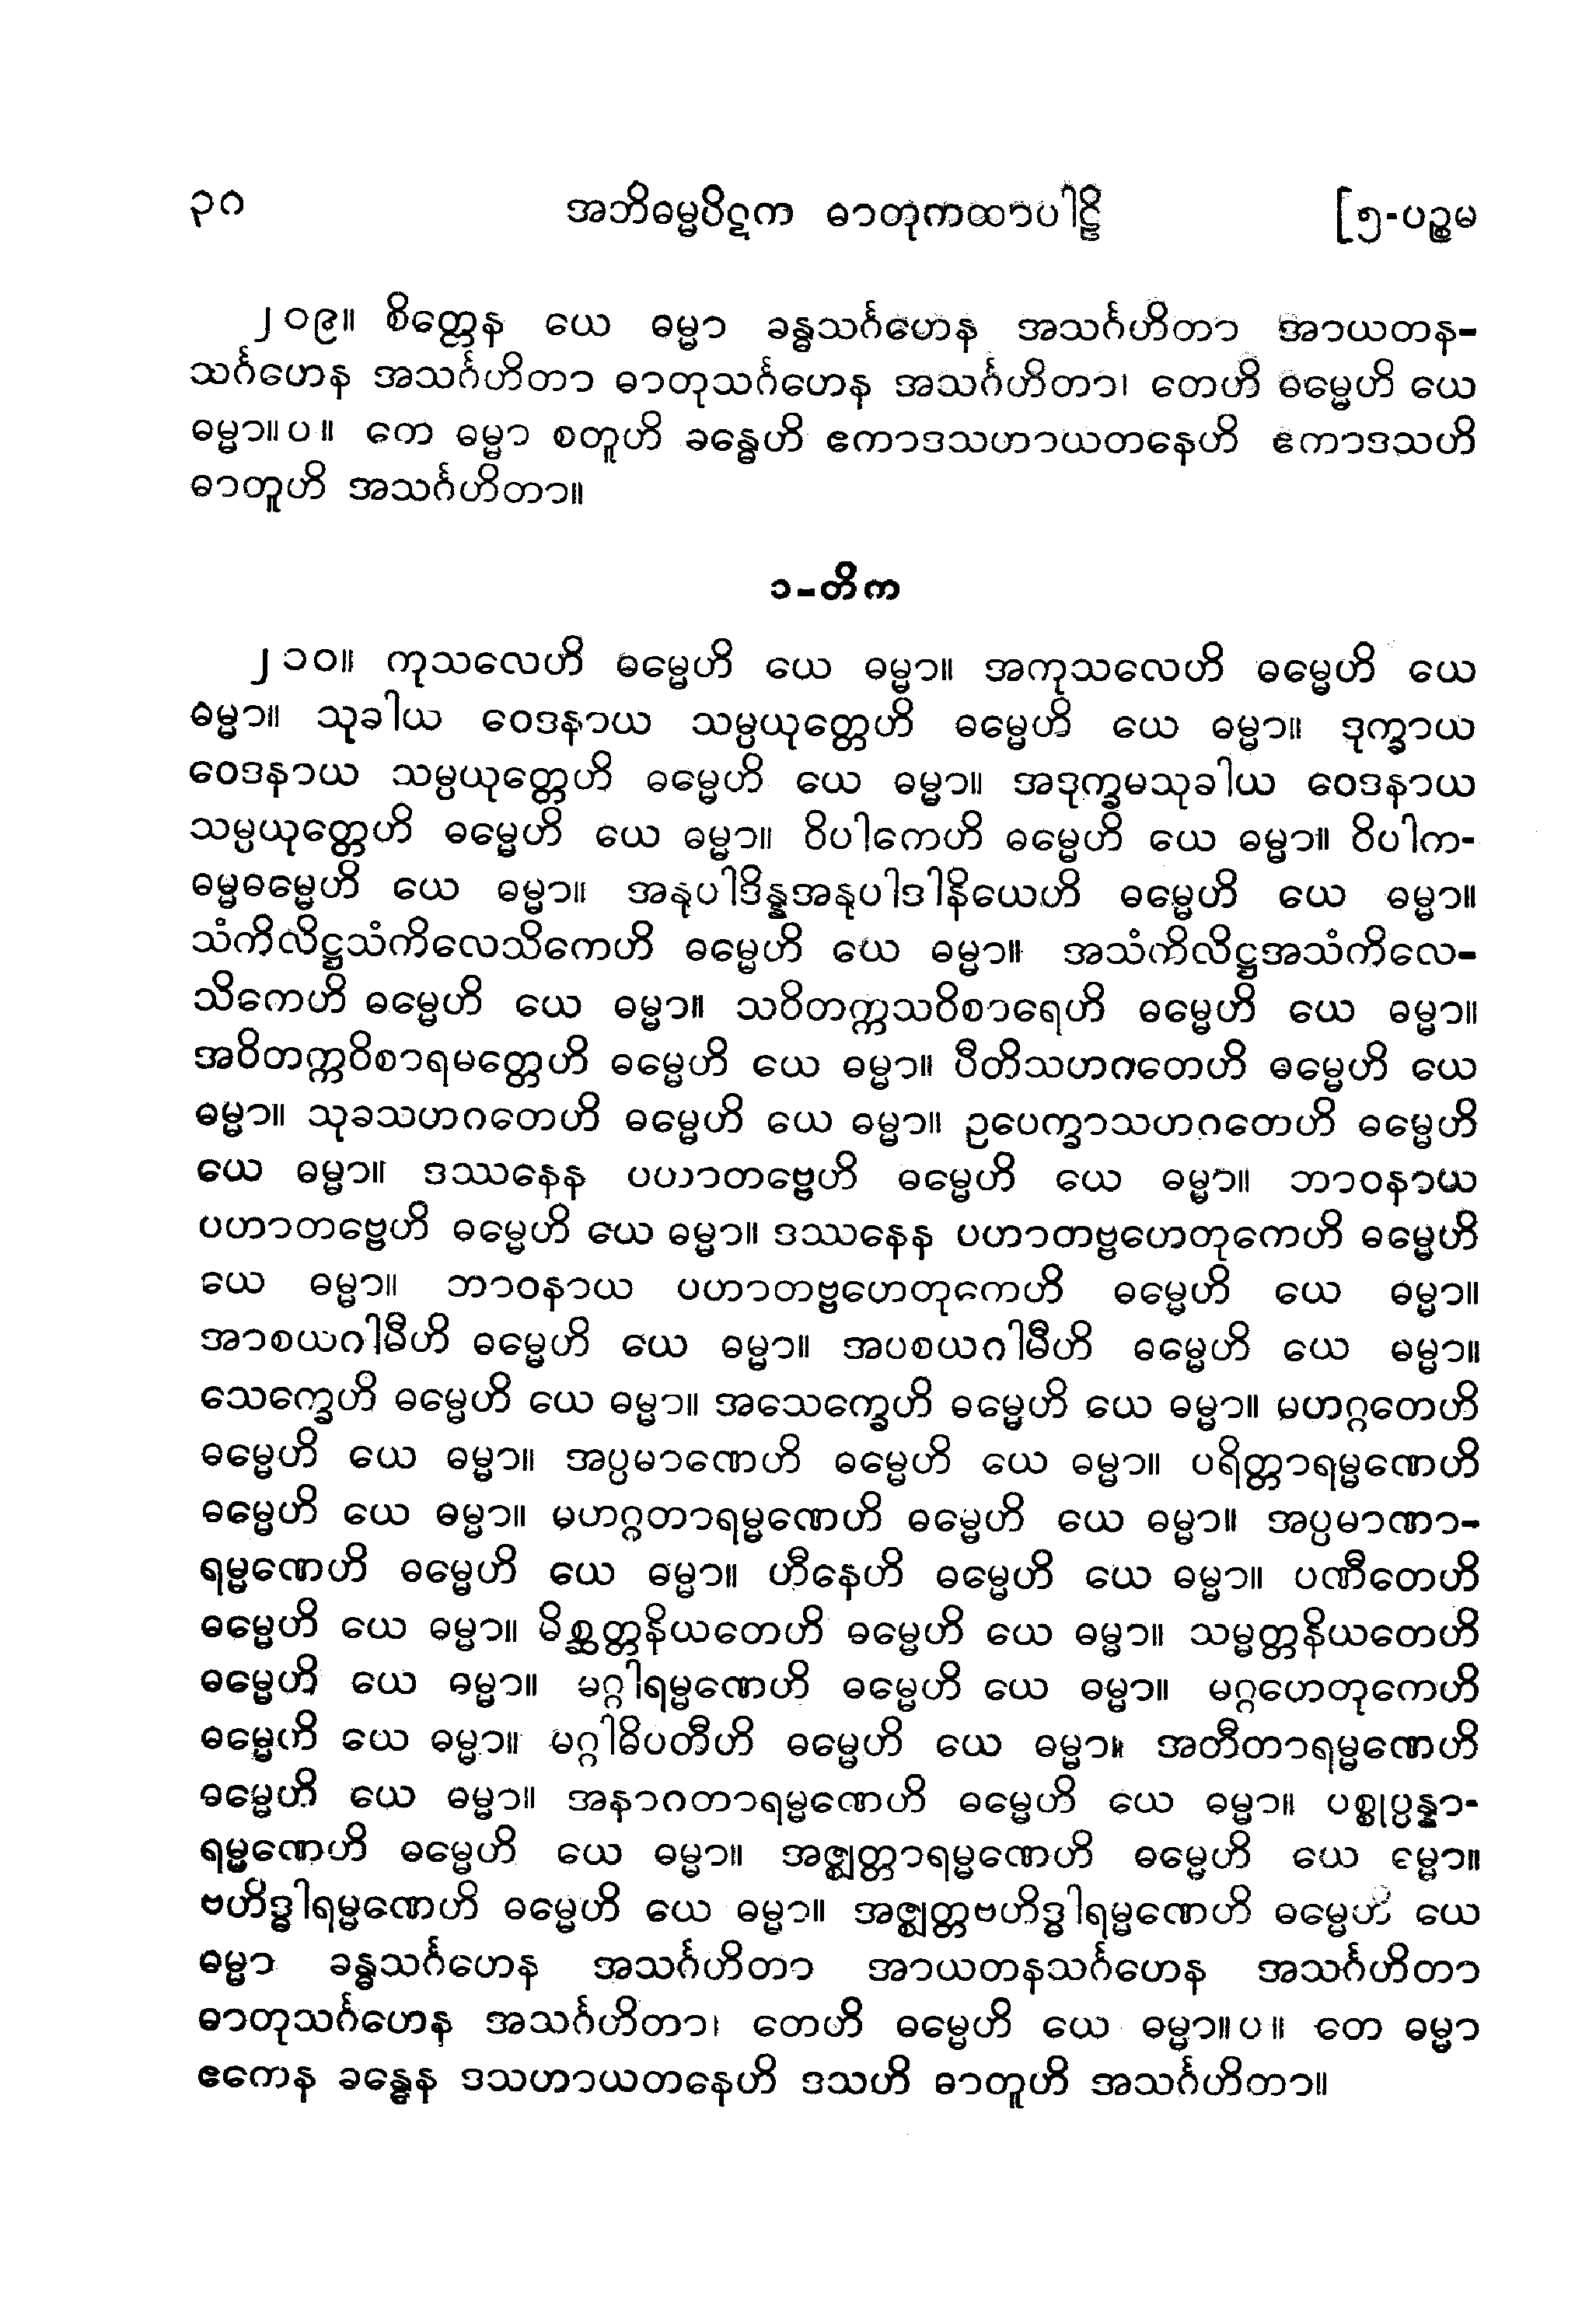 ၃၈ အဘိဓမ္မပိဋက ဓာတုကထာပါဠိ [၅-ပဉ္စမ
၂၀၉။ စိတ္တေန ယေ ဓမ္မာ ခန္ဓသင်္ဂဟေန အသင်္ဂဟိတာ အာယတန-
သင်္ဂဟေန အသင်္ဂဟိတာ ဓာတုသင်္ဂဟေန အသင်္ဂဟိတာ၊ တေဟိ ဓမ္မေဟိ ယေ
ဓမ္မာ။ပ။ တေ ဓမ္မာ စတူဟိ ခန္ဓေဟိ ဧကာဒသဟာယတနေဟိ ဧကာဒသဟိ
ဓာတူဟိ အသင်္ဂဟိတာ။
၁-တိက
၂၁၀။ ကုသလေဟိ ဓမ္မေဟိ ယေ ဓမ္မာ။ အကုသလေဟိ ဓမ္မေဟိ ယေ
ဓမ္မာ။ သုခါယ ဝေဒနာယ သမ္ပယုတ္တေဟိ ဓမ္မေဟိ ယေ ဓမ္မာ။ ဒုက္ခာယ
ဝေဒနာယ သမ္ပယုတ္တေဟိ ဓမ္မေဟိ ယေ ဓမ္မာ။ အဒုက္ခမသုခါယ ဝေဒနာယ
သမ္ပယုတ္တေဟိ ဓမ္မေဟိ ယေ ဓမ္မာ။ ဝိပါကေဟိ ဓမ္မေဟိ ယေ ဓမ္မာ။ ဝိပါက-
ဓမ္မဓမ္မေဟိ ယေ ဓမ္မာ။ အနုပါဒိန္နအနုပါဒါနိယေဟိ ဓမ္မေဟိ ယေ ဓမ္မာ။
သံကိလိဋ္ဌသံကိလေသိကေဟိ ဓမ္မေဟိ ယေ ဓမ္မာ။ အသံကိလိဋ္ဌအသံကိလေ-
သိကေဟိ ဓမ္မေဟိ ယေ ဓမ္မာ။ သဝိတက္ကသဝိစာရေဟိ ဓမ္မေဟိ ယေ ဓမ္မာ။
အဝိတက္ကဝိစာရမတ္တေဟိ ဓမ္မေဟိ ယေ ဓမ္မာ။ ပီတိသဟဂတေဟိ ဓမ္မေဟိ ယေ
ဓမ္မာ။ သုခသဟဂတေဟိ ဓမ္မေဟိ ယေ ဓမ္မာ။ ဥပေက္ခာသဟဂတေဟိ ဓမ္မေဟိ
ယေ ဓမ္မာ။ ဒဿနေန ပဟာတဗ္ဗေဟိ ဓမ္မေဟိ ယေ ဓမ္မာ။ ဘာဝနာယ
ပဟာတဗ္ဗေဟိ ဓမ္မေဟိ ယေ ဓမ္မာ။ ဒဿနေန ပဟာတဗ္ဗဟေတုကေဟိ ဓမ္မေဟိ
ယေ ဓမ္မာ။ ဘာဝနာယ ပဟာတဗ္ဗဟေတုကေဟိ ဓမ္မေဟိ ယေ ဓမ္မာ။
အာစယဂါမီဟိ ဓမ္မေဟိ ယေ ဓမ္မာ။ အပစယဂါမီဟိ ဓမ္မေဟိ ယေ ဓမ္မာ။
သေက္ခေဟိ ဓမ္မေဟိ ယေ ဓမ္မာ။ အသေက္ခေဟိ ဓမ္မေဟိ ယေ ဓမ္မာ။ မဟဂ္ဂတေဟိ
ဓမ္မေဟိ ယေ ဓမ္မာ။ အပ္ပမာဏေဟိ ဓမ္မေဟိ ယေ ဓမ္မာ။ ပရိတ္တာရမ္မဏေဟိ
ဓမ္မေဟိ ယေ ဓမ္မာ။ မဟဂ္ဂတာရမ္မဏေဟိ ဓမ္မေဟိ ယေ ဓမ္မာ။ အပ္ပမာဏာ-
ရမ္မဏေဟိ ဓမ္မေဟိ ယေ ဓမ္မာ။ ဟီနေဟိ ဓမ္မေဟိ ယေ ဓမ္မာ။ ပဏီတေဟိ
ဓမ္မေဟိ ယေ ဓမ္မာ။ မိစ္ဆတ္တနိယတေဟိ ဓမ္မေဟိ ယေ ဓမ္မာ။ သမ္မတ္တနိယတေဟိ
ဓမ္မေဟိ ယေ ဓမ္မာ။ မဂ္ဂါရမ္မဏေဟိ ဓမ္မေဟိ ယေ ဓမ္မာ။ မဂ္ဂဟေတုကေဟိ
ဓမ္မေဟိ ယေ ဓမ္မာ။ မဂ္ဂါဓိပတီဟိ ဓမ္မေဟိ ယေ ဓမ္မာ။ အတီတာရမ္မဏေဟိ
ဓမ္မေဟိ ယေ ဓမ္မာ။ အနာဂတာရမ္မဏေဟိ ဓမ္မေဟိ ယေ ဓမ္မာ။ ပစ္စုပ္ပန္နာ-
ရမ္မဏေဟိ ဓမ္မေဟိ ယေ ဓမ္မာ။ အဇ္ဈတ္တာရမ္မဏေဟိ ဓမ္မေဟိ ယေ ဓမ္မာ။
ဗဟိဒ္ဓါရမ္မဏေဟိ ဓမ္မေဟိ ယေ ဓမ္မာ။ အဇ္ဈတ္တဗဟိဒ္ဓါရမ္မဏေဟိ ဓမ္မေဟိ ယေ
ဓမ္မာ ခန္ဓသင်္ဂဟေန အသင်္ဂဟိတာ အာယတနသင်္ဂဟေန အသင်္ဂဟိတာ
ဓာတုသင်္ဂဟေန အသင်္ဂဟိတာ၊ တေဟိ ဓမ္မေဟိ ယေ ဓမ္မာ။ပ။ တေ ဓမ္မာ
ဧကေန ခန္ဓေန ဒသဟာယတနေဟိ ဒသဟိ ဓာတူဟိ အသင်္ဂဟိတာ။